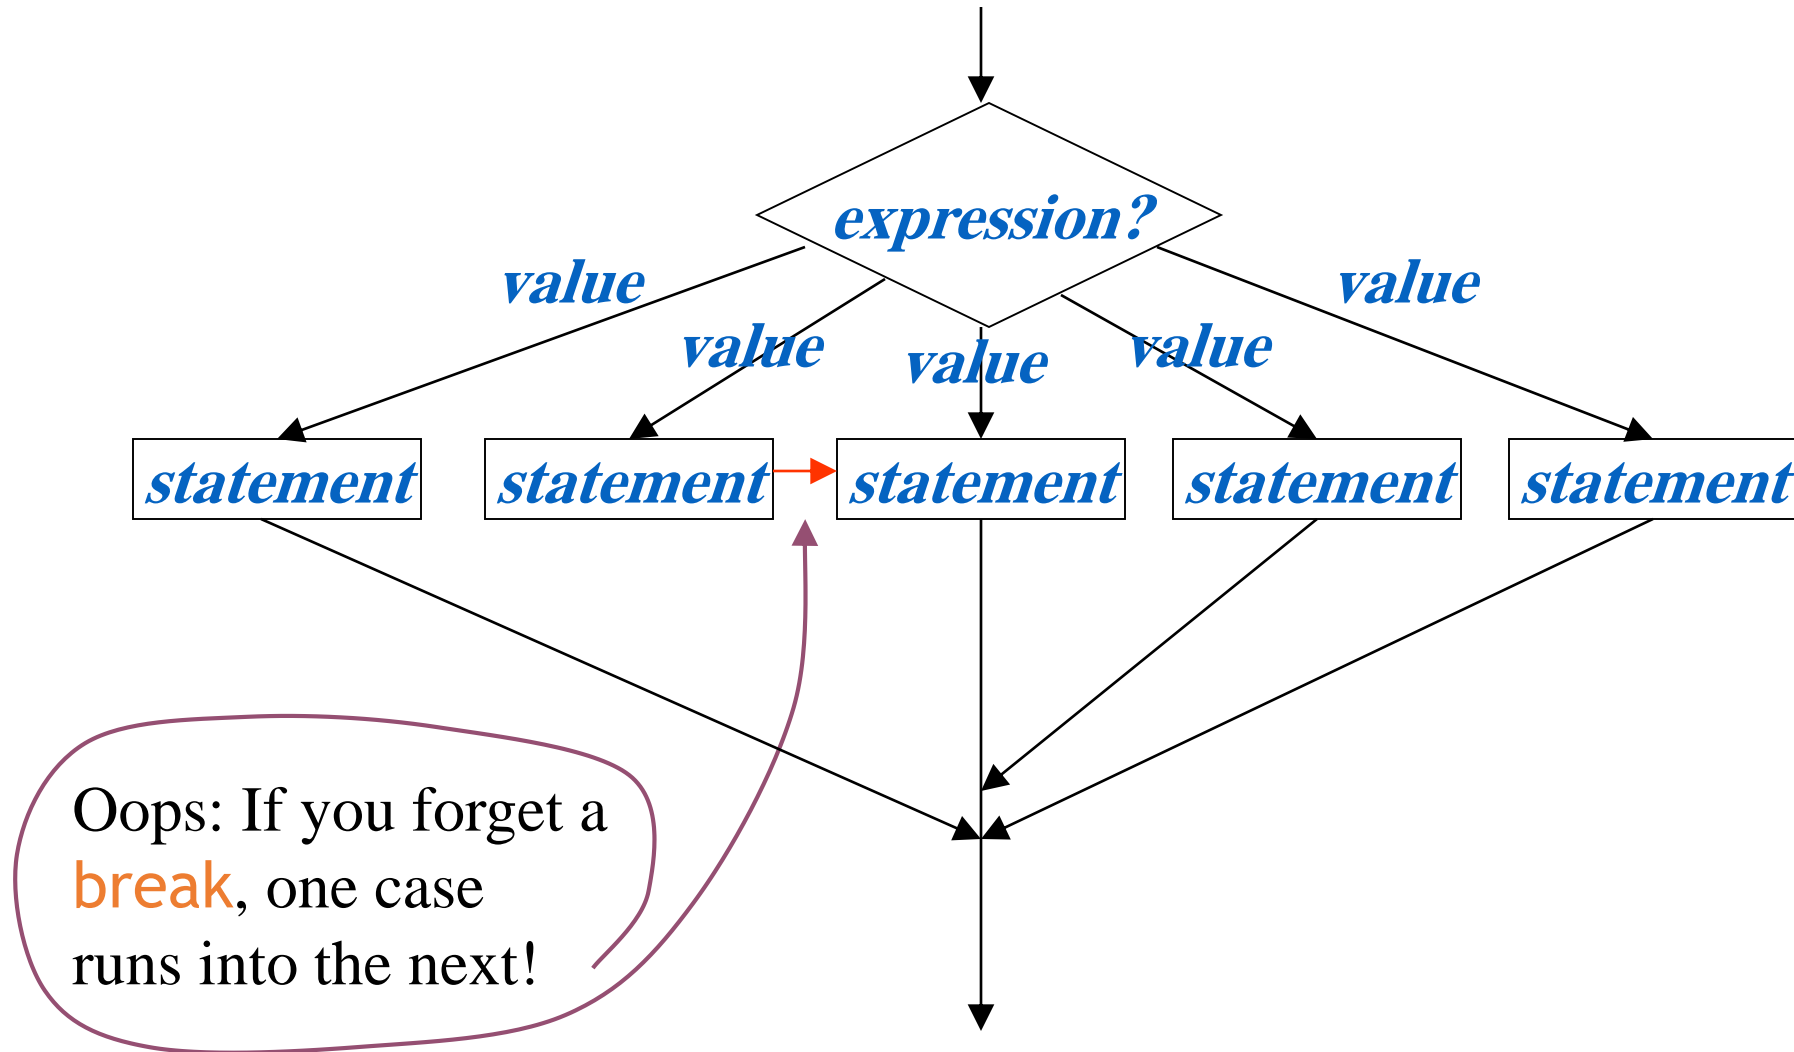 expression?
value
value
value
value
value
statement
statement
statement
statement
statement
Oops: If you forget a
break, one case
runs into the next!